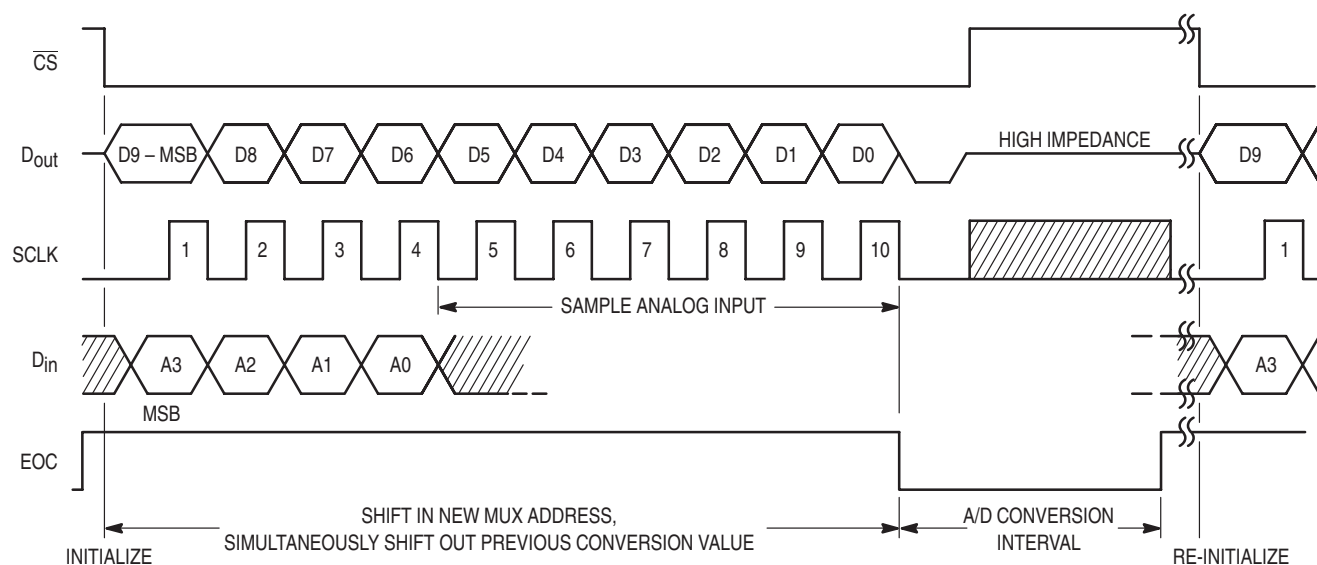 CS
Dout D9 – MSB D8 D7 D6 D5 D4 D3 D2 D1 D0 HIGH IMPEDANCE D9
SCLK 1 2 3 4 5 6 7 8 9 10 1
SAMPLE ANALOG INPUT
Din A3 A2 A1 A0 A3
MSB
EOC
SHIFT IN NEW MUX ADDRESS,
SIMULTANEOUSLY SHIFT OUT PREVIOUS CONVERSION VALUE
A/D CONVERSION
INTERVAL
INITIALIZE
RE-INITIALIZE